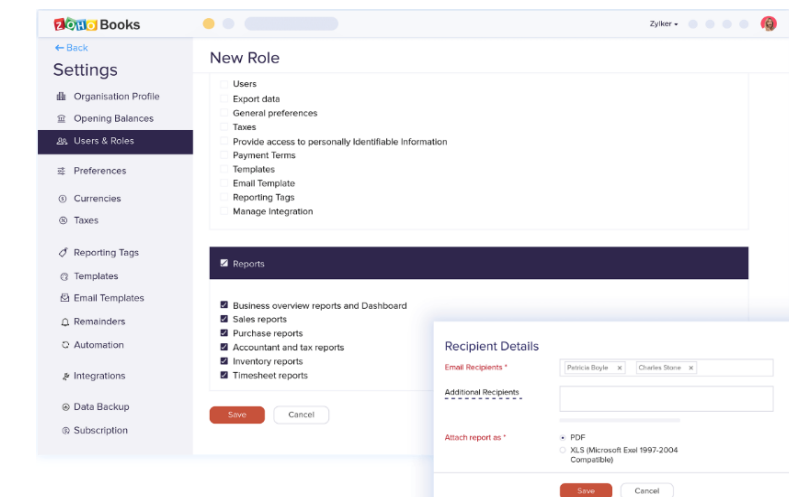 ZOHO Books
Zylker
← Back
Settings
Organisation Profile
Opening Balances
Users & Roles
Preferences
Currencies
Taxes
Reporting Tags
Templates
Email Templates
Remainders
Automation
Integrations
Data Backup
Subscription
New Role
Users
Export data
General preferences
Taxes
Provide access to personally Identifiable Information
Payment Terms
Templates
Email Template
Reporting Tags
Manage Integration
Reports
Business overview reports and Dashboard
Sales reports
Purchase reports
Accountant and tax reports
Inventory reports
Timesheet reports
Save Cancel
Recipient Details
Email Recipients * Patricia Boyle x Charles Stone x
Additional Recipients
Attach report as * PDF
XLS (Microsoft Exel 1997-2004
Compatible)
Save Cancel